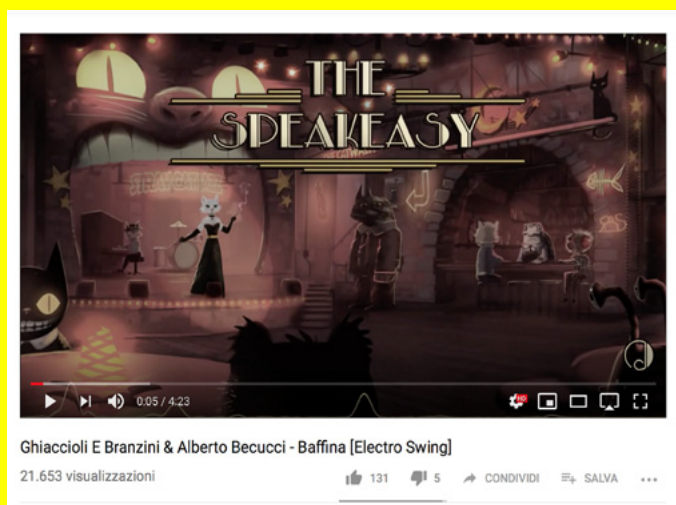 THE
SPEAKEASY
0:05 / 4:23
HD
Ghiaccioli E Branzini & Alberto Becucci - Baffina [Electro Swing]
21.653 visualizzazioni
131
5
CONDIVIDI
SALVA